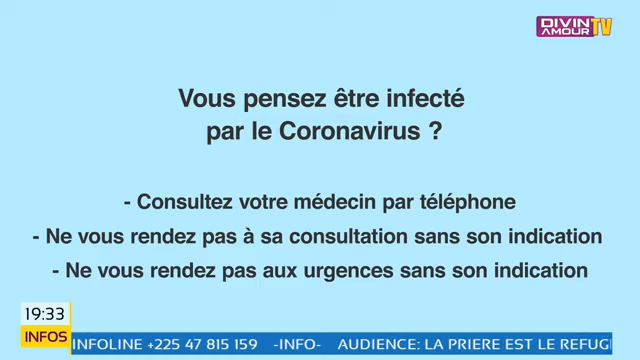 DIVIN
AMOUR TV
Vous pensez être infecté
par le Coronavirus ?
- Consultez votre médecin par téléphone
- Ne vous rendez pas à sa consultation sans son indication
- Ne vous rendez pas aux urgences sans son indication
19:33
INFOS
INFOLINE +225 47 815 159 -INFO- AUDIENCE: LA PRIERE EST LE REFUG